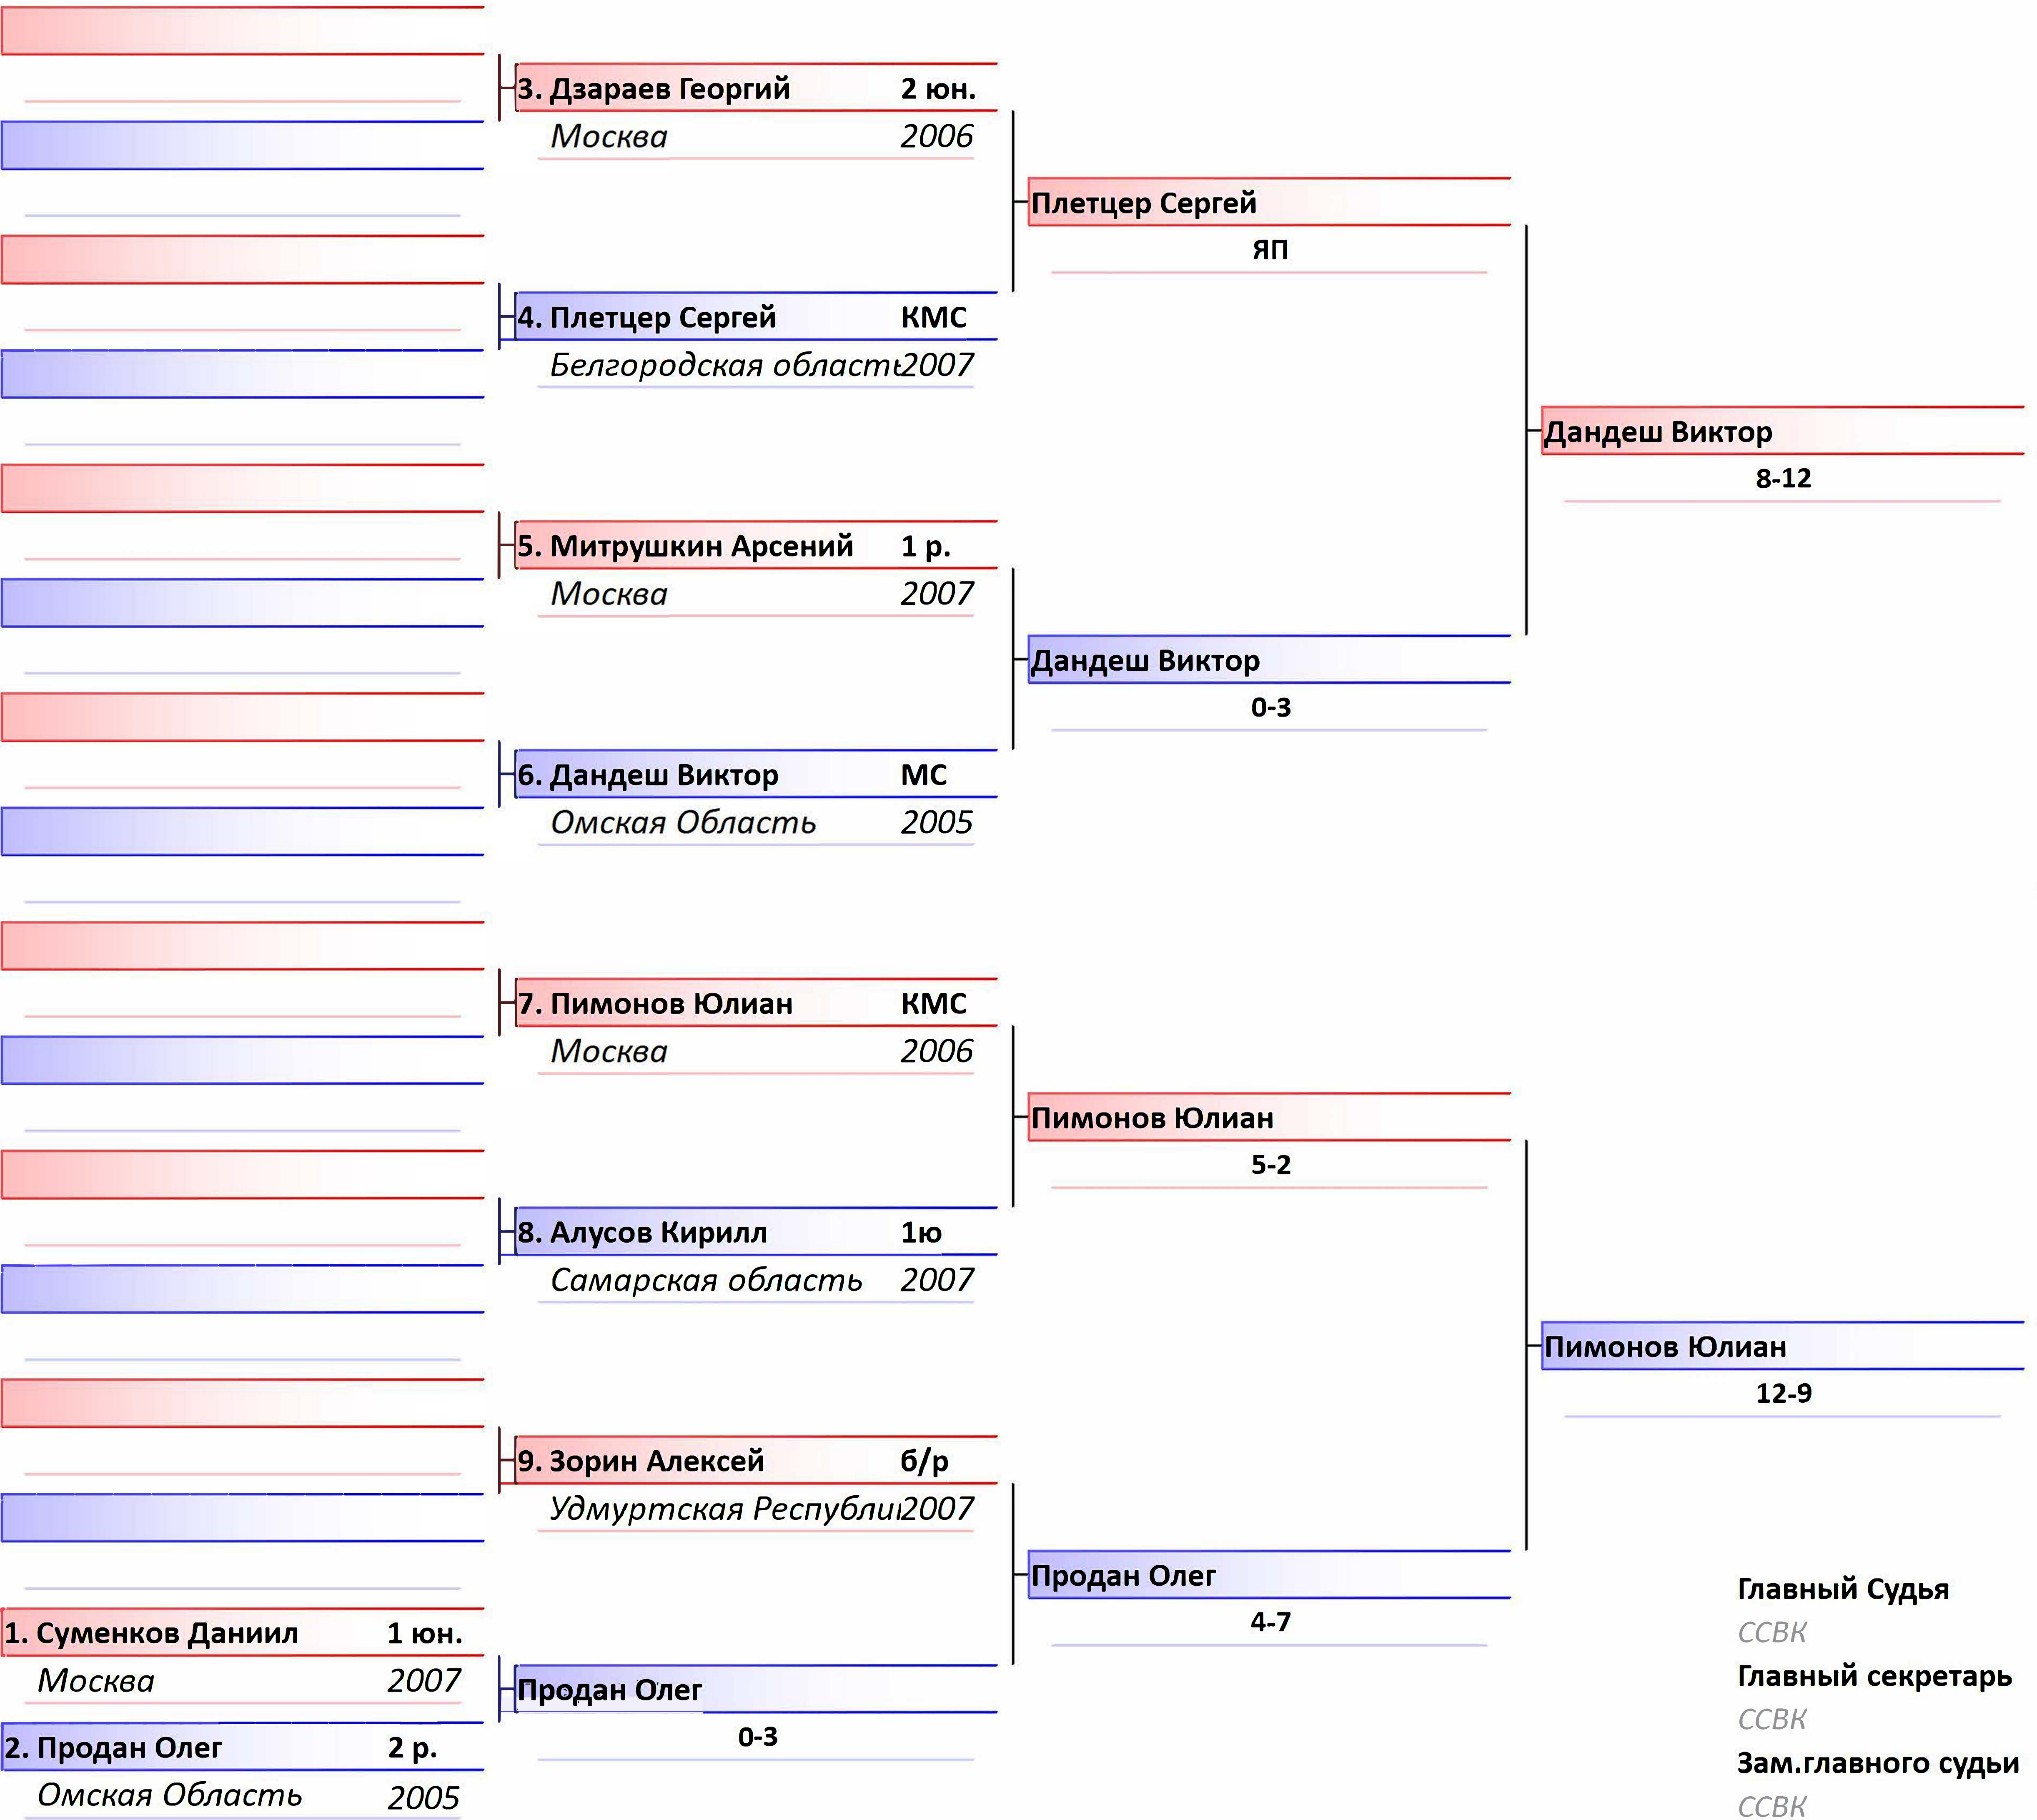 3. Дзараев Георгий 2 юн.
Москва 2006
Плетцер Сергей
ЯП
4. Плетцер Сергей КМС
Белгородская область 2007
Дандеш Виктор
8-12
5. Митрушкин Арсений 1 р.
Москва 2007
Дандеш Виктор
0-3
6. Дандеш Виктор МС
Омская Область 2005
7. Пимонов Юлиан КМС
Москва 2006
Пимонов Юлиан
5-2
8. Алусов Кирилл 1ю
Самарская область 2007
Пимонов Юлиан
12-9
9. Зорин Алексей б/р
Удмуртская Республи 2007
Продан Олег
4-7
1. Суменков Даниил 1 юн.
Москва 2007
Продан Олег
0-3
2. Продан Олег 2 р.
Омская Область 2005
Главный Судья
ССВК
Главный секретарь
ССВК
Зам.главного судьи
ССВК